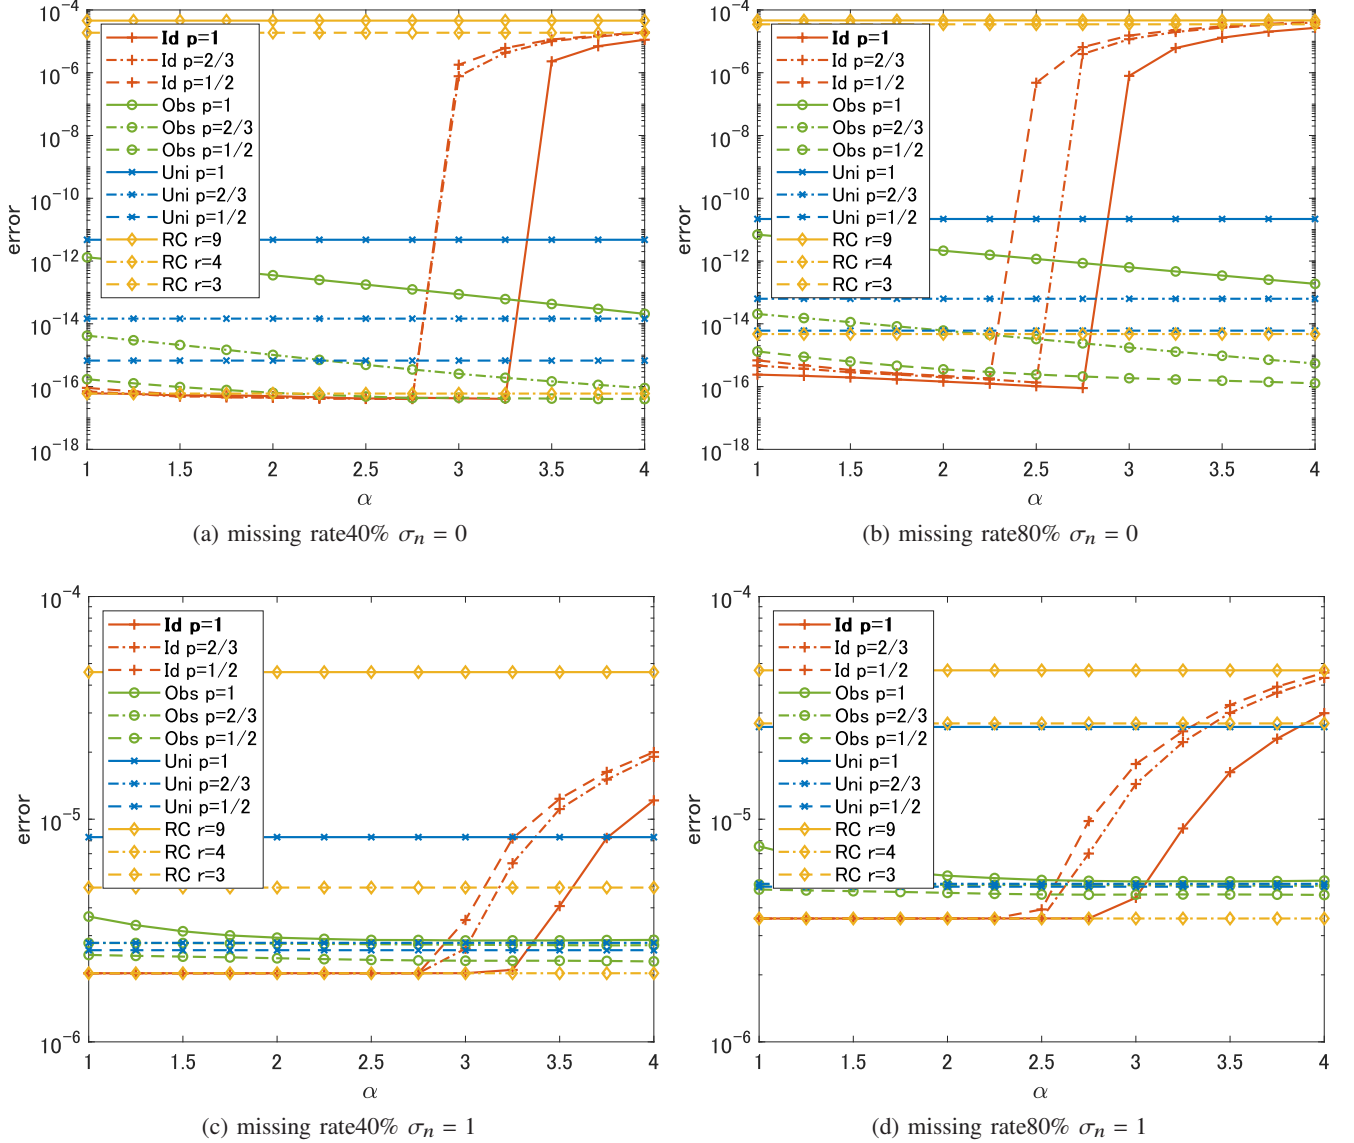 10⁻⁴
10⁻⁶
10⁻⁸
10⁻¹⁰
10⁻¹²
10⁻¹⁴
10⁻¹⁶
10⁻¹⁸
error
Id p=1
Id p=2/3
Id p=1/2
Obs p=1
Obs p=2/3
Obs p=1/2
Uni p=1
Uni p=2/3
Uni p=1/2
RC r=9
RC r=4
RC r=3
1 1.5 2 2.5 3 3.5 4
α
(a) missing rate40% σₙ = 0
10⁻⁴
10⁻⁶
10⁻⁸
10⁻¹⁰
10⁻¹²
10⁻¹⁴
10⁻¹⁶
10⁻¹⁸
error
Id p=1
Id p=2/3
Id p=1/2
Obs p=1
Obs p=2/3
Obs p=1/2
Uni p=1
Uni p=2/3
Uni p=1/2
RC r=9
RC r=4
RC r=3
1 1.5 2 2.5 3 3.5 4
α
(b) missing rate80% σₙ = 0
10⁻⁴
10⁻⁵
10⁻⁶
error
Id p=1
Id p=2/3
Id p=1/2
Obs p=1
Obs p=2/3
Obs p=1/2
Uni p=1
Uni p=2/3
Uni p=1/2
RC r=9
RC r=4
RC r=3
1 1.5 2 2.5 3 3.5 4
α
(c) missing rate40% σₙ = 1
10⁻⁴
10⁻⁵
10⁻⁶
error
Id p=1
Id p=2/3
Id p=1/2
Obs p=1
Obs p=2/3
Obs p=1/2
Uni p=1
Uni p=2/3
Uni p=1/2
RC r=9
RC r=4
RC r=3
1 1.5 2 2.5 3 3.5 4
α
(d) missing rate80% σₙ = 1